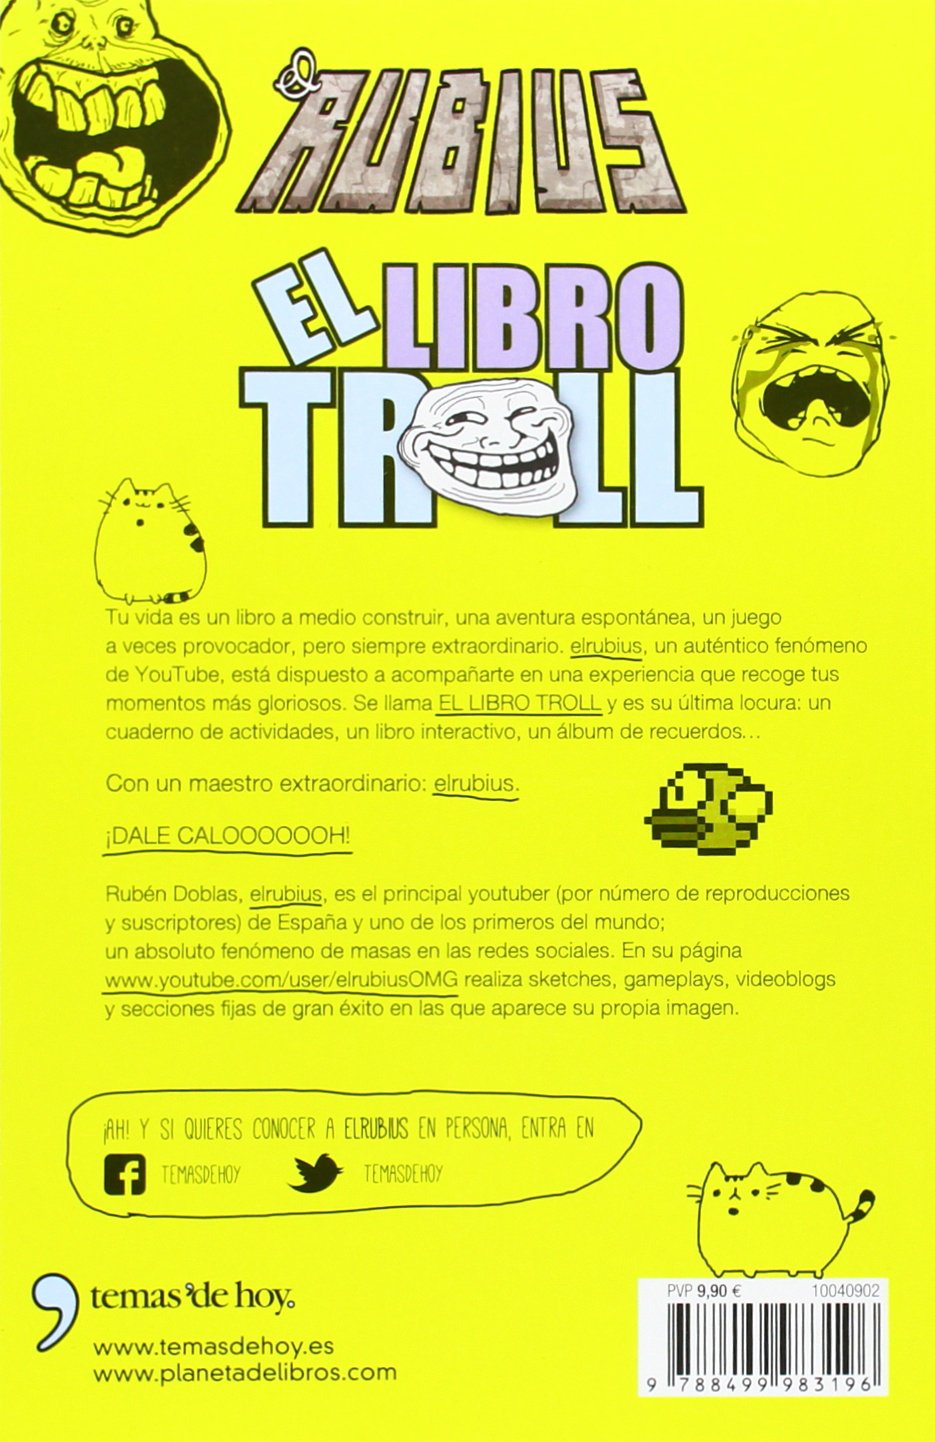 el RUBIUS
EL LIBRO
TROLL
Tu vida es un libro a medio construir, una aventura espontánea, un juego
a veces provocador, pero siempre extraordinario. elrubius, un auténtico fenómeno
de YouTube, está dispuesto a acompañarte en una experiencia que recoge tus
momentos más gloriosos. Se llama EL LIBRO TROLL y es su última locura: un
cuaderno de actividades, un libro interactivo, un álbum de recuerdos...
Con un maestro extraordinario: elrubius.
¡DALE CALOOOOOOH!
Rubén Doblas, elrubius, es el principal youtuber (por número de reproducciones
y suscriptores) de España y uno de los primeros del mundo;
un absoluto fenómeno de masas en las redes sociales. En su página
www.youtube.com/user/elrubiusOMG realiza sketches, gameplays, videoblogs
y secciones fijas de gran éxito en las que aparece su propia imagen.
¡AH! Y SI QUIERES CONOCER A ELRUBIUS EN PERSONA, ENTRA EN
TEMASDEHOY TEMASDEHOY
temas'de hoy.
www.temasdehoy.es
www.planetadelibros.com
PVP 9,90 € 10040902
9 788499 983196